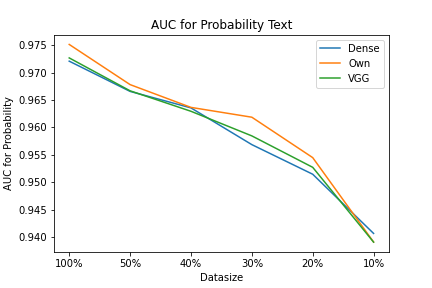 AUC for Probability Text
Dense
Own
VGG
AUC for Probability
0.975
0.970
0.965
0.960
0.955
0.950
0.945
0.940
100% 50% 40% 30% 20% 10%
Datasize